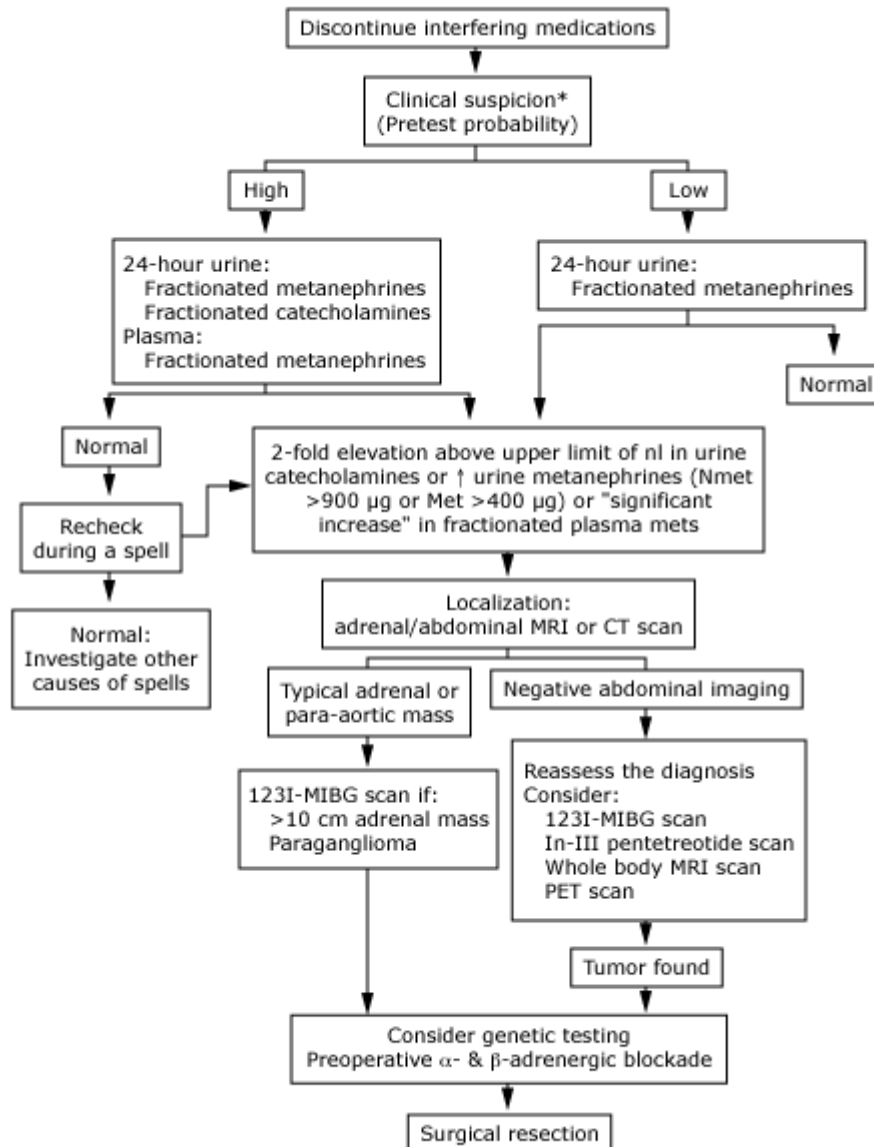 Discontinue interfering medications
Clinical suspicion*
(Pretest probability)
High
Low
24-hour urine:
Fractionated metanephrines
Fractionated catecholamines
Plasma:
Fractionated metanephrines
24-hour urine:
Fractionated metanephrines
Normal
Normal
2-fold elevation above upper limit of nl in urine
catecholamines or ↑ urine metanephrines (Nmet
>900 μg or Met >400 μg) or "significant
increase" in fractionated plasma mets
Recheck
during a spell
Normal:
Investigate other
causes of spells
Localization:
adrenal/abdominal MRI or CT scan
Typical adrenal or
para-aortic mass
Negative abdominal imaging
123I-MIBG scan if:
>10 cm adrenal mass
Paraganglioma
Reassess the diagnosis
Consider:
123I-MIBG scan
In-III pentetreotide scan
Whole body MRI scan
PET scan
Tumor found
Consider genetic testing
Preoperative α- & β-adrenergic blockade
Surgical resection